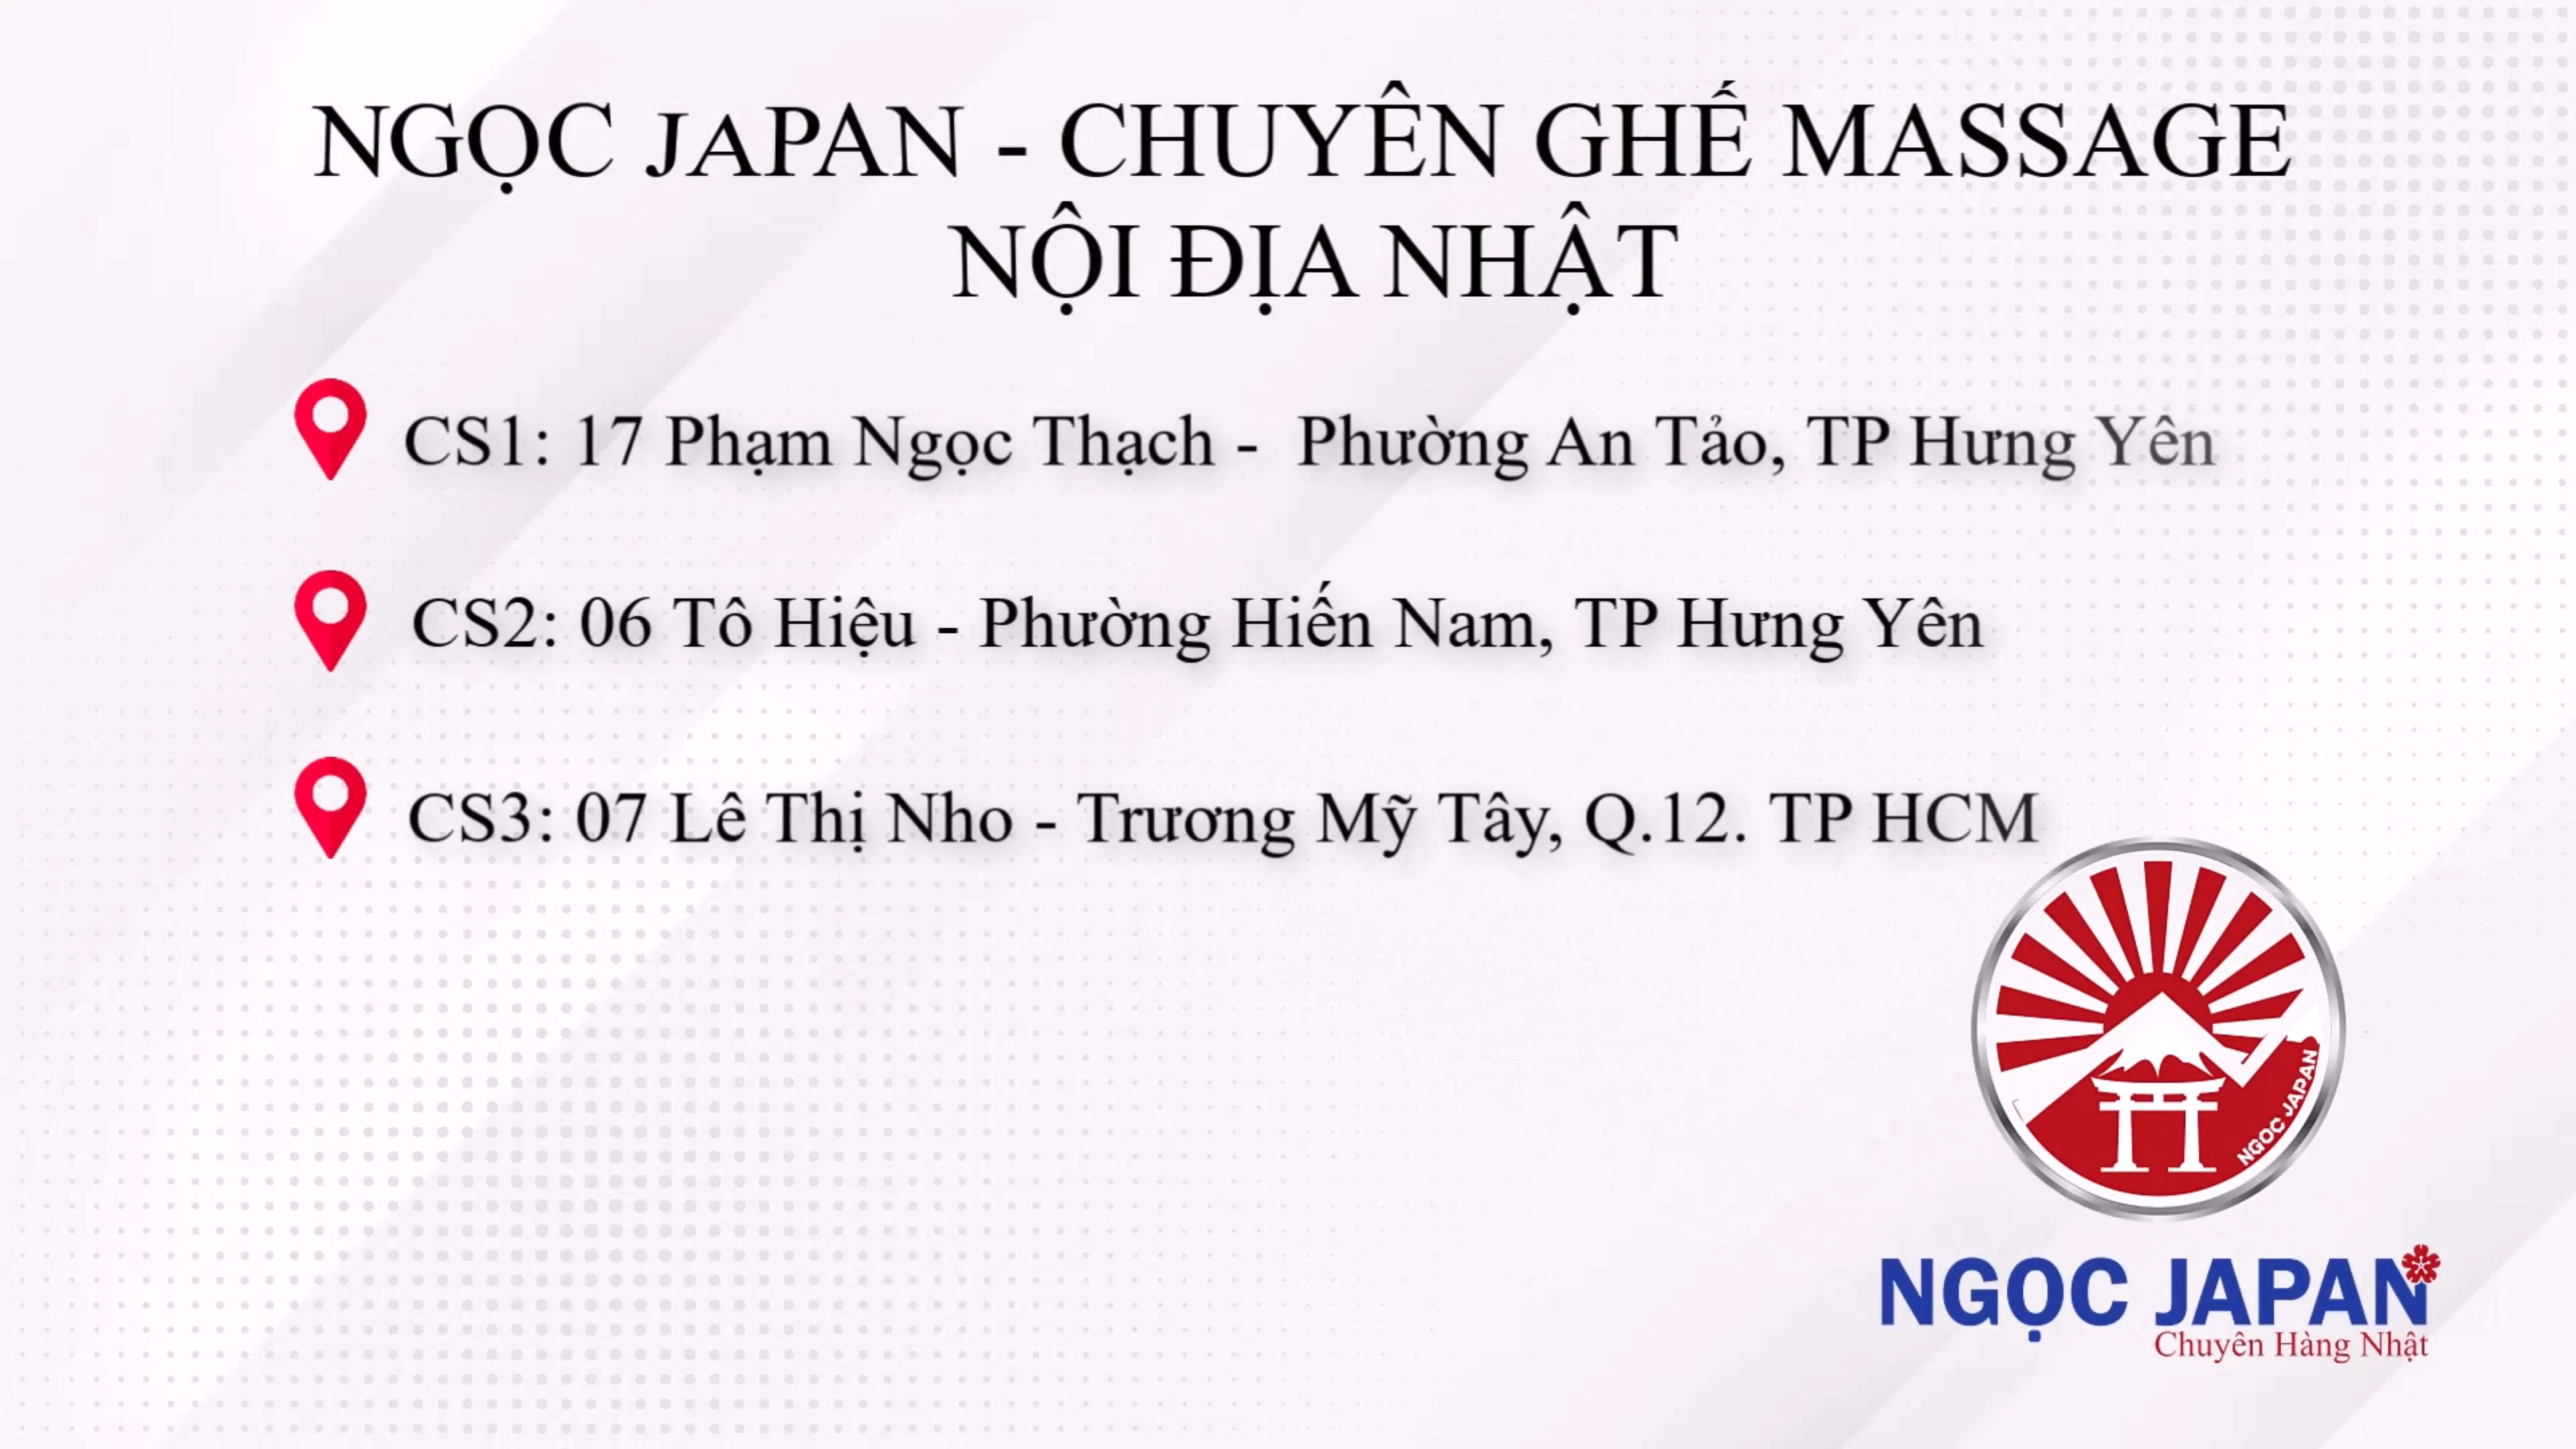 NGỌC JAPAN - CHUYÊN GHẾ MASSAGE
NỘI ĐỊA NHẬT
CS1: 17 Phạm Ngọc Thạch - Phường An Tảo, TP Hưng Yên
CS2: 06 Tô Hiệu - Phường Hiến Nam, TP Hưng Yên
CS3: 07 Lê Thị Nho - Trương Mỹ Tây, Q.12. TP HCM
NGOC JAPAN
NGỌC JAPAN
Chuyên Hàng Nhật